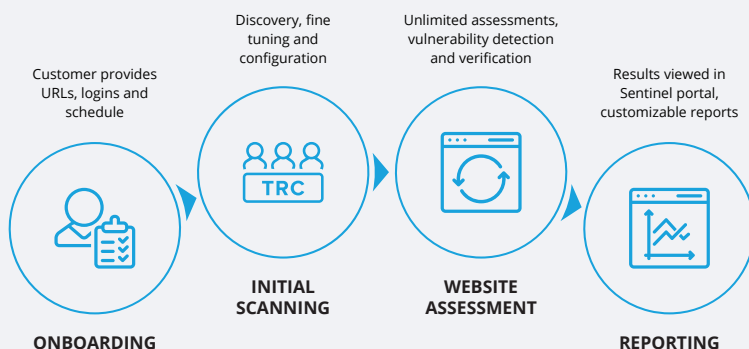 Customer provides
URLs, logins and
schedule
ONBOARDING
Discovery, fine
tuning and
configuration
TRC
INITIAL
SCANNING
Unlimited assessments,
vulnerability detection
and verification
WEBSITE
ASSESSMENT
Results viewed in
Sentinel portal,
customizable reports
REPORTING